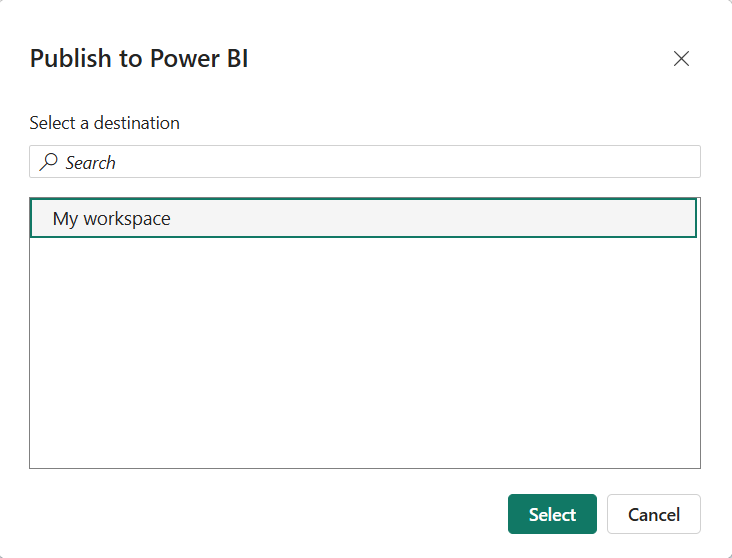 Publish to Power BI
Select a destination
Search
My workspace
Select
Cancel